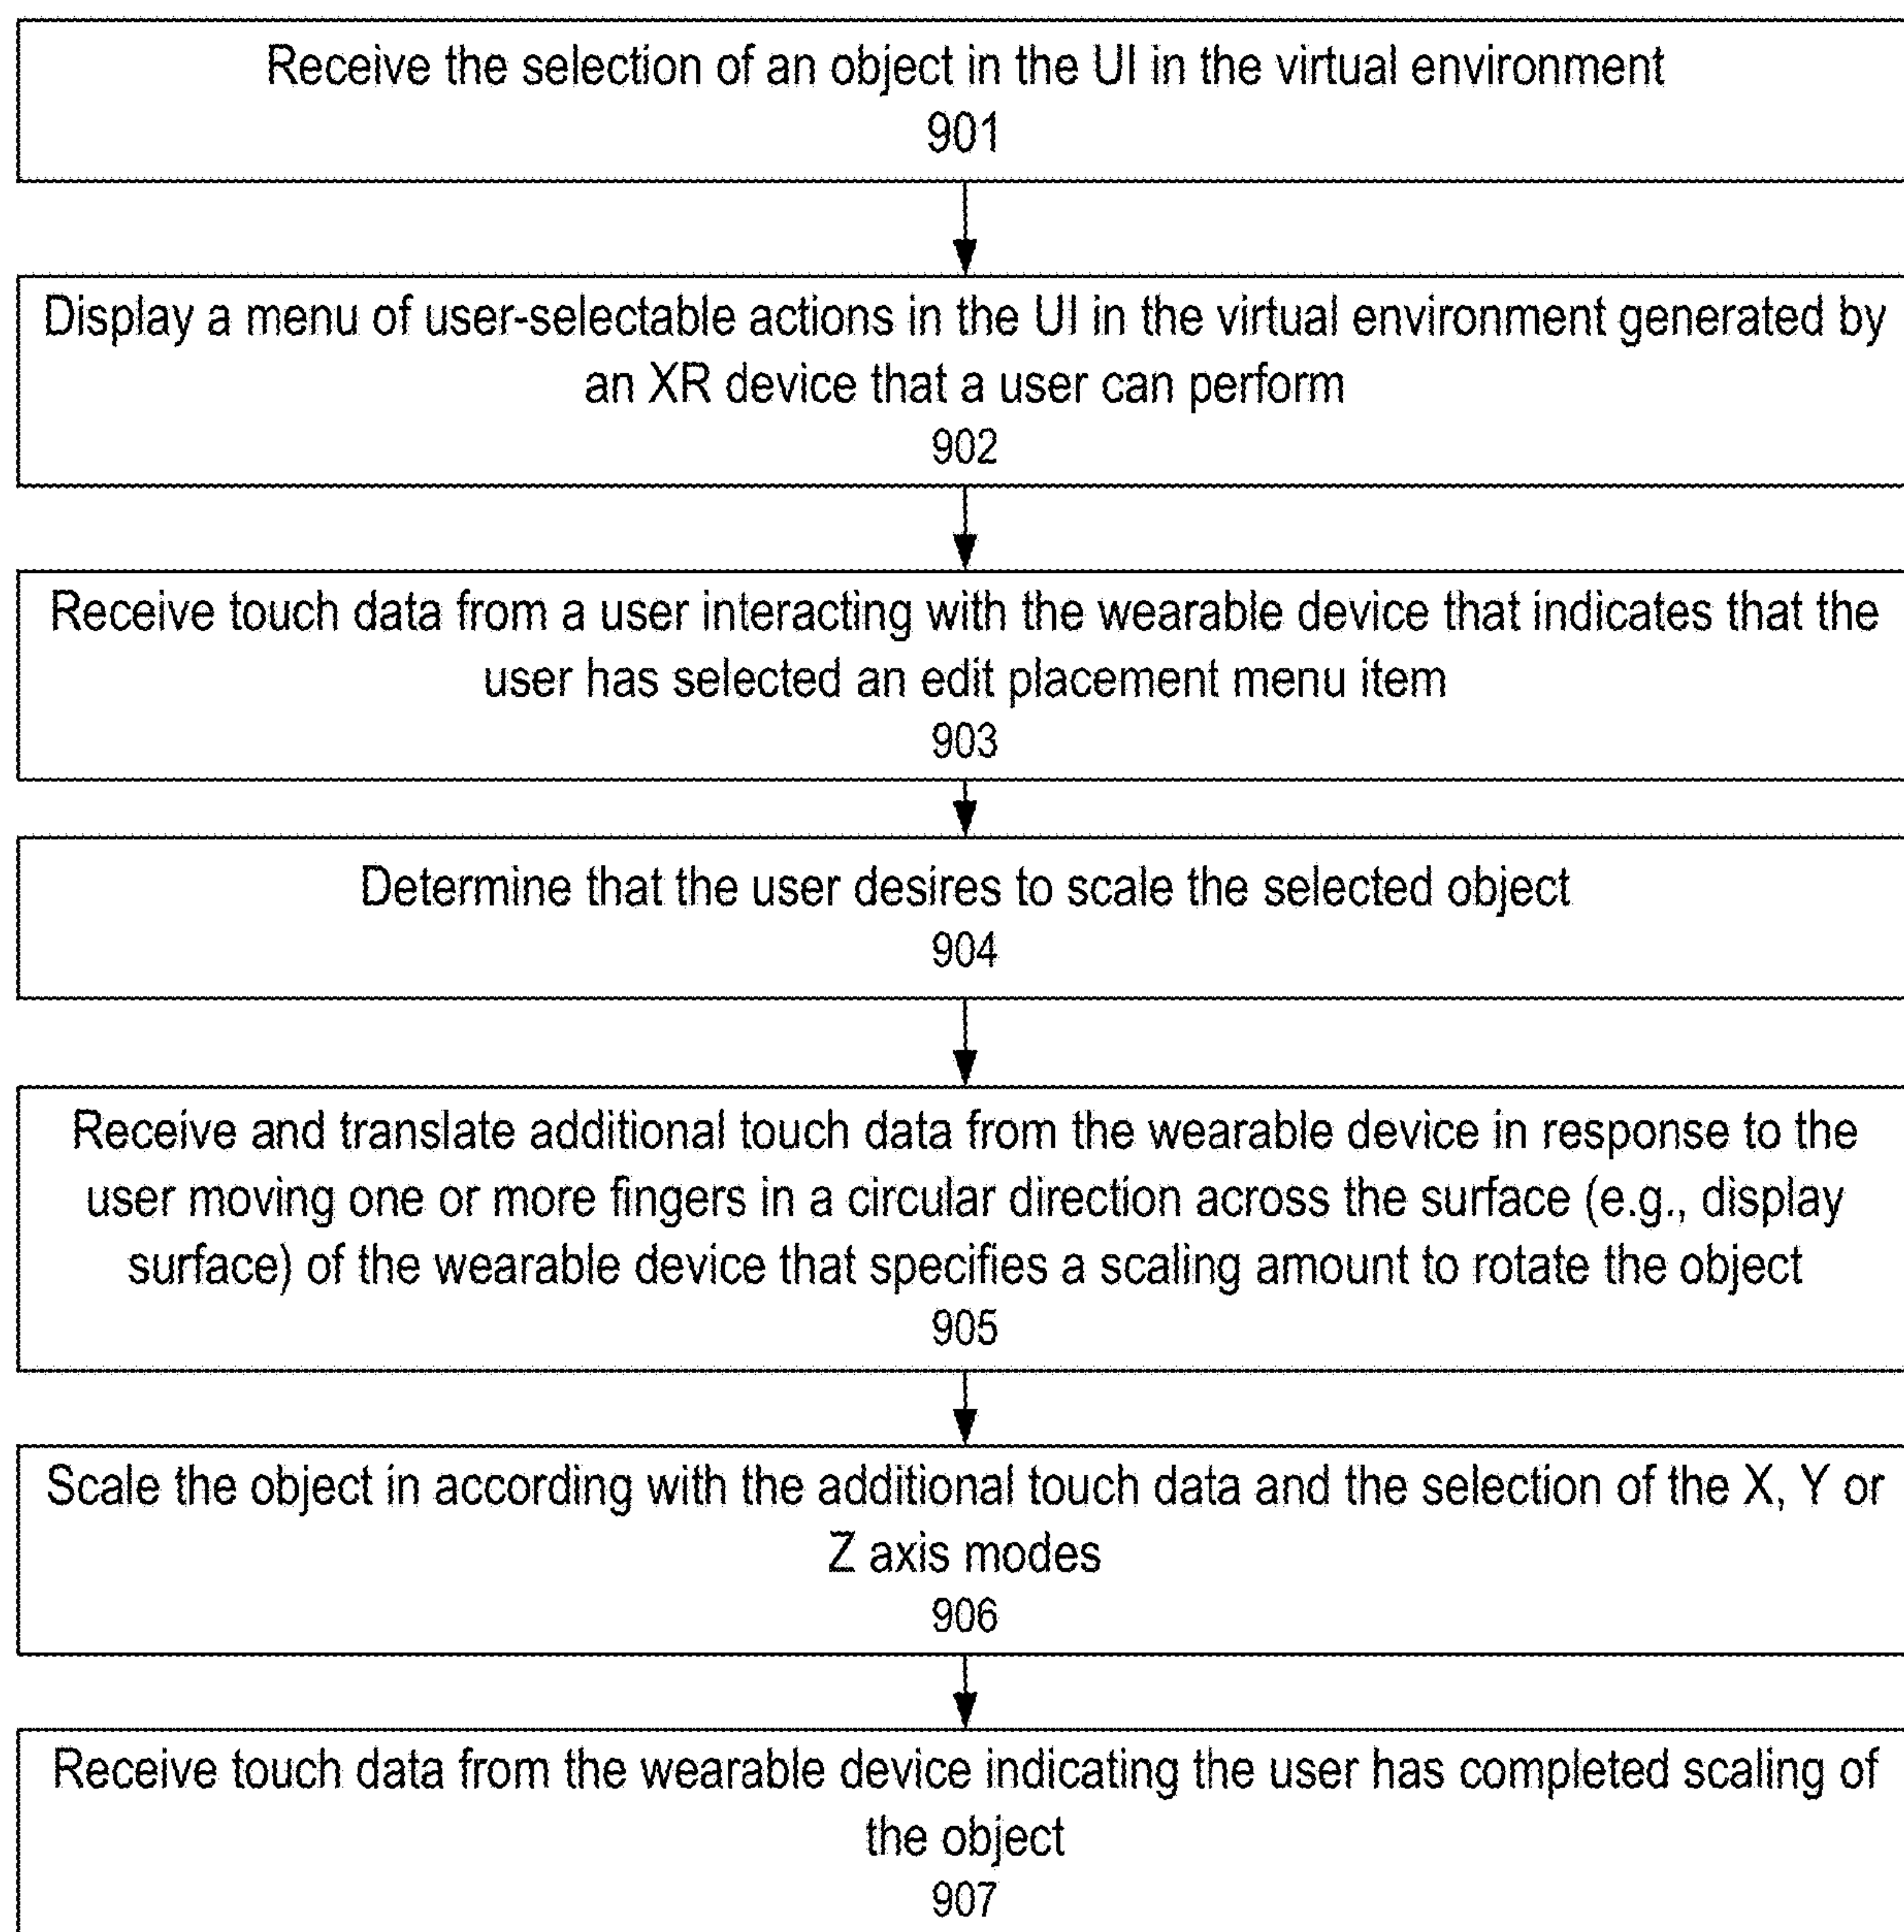 Receive the selection of an object in the UI in the virtual environment
901
Display a menu of user-selectable actions in the UI in the virtual environment generated by
an XR device that a user can perform
902
Receive touch data from a user interacting with the wearable device that indicates that the
user has selected an edit placement menu item
903
Determine that the user desires to scale the selected object
904
Receive and translate additional touch data from the wearable device in response to the
user moving one or more fingers in a circular direction across the surface (e.g., display
surface) of the wearable device that specifies a scaling amount to rotate the object
905
Scale the object in according with the additional touch data and the selection of the X, Y or
Z axis modes
906
Receive touch data from the wearable device indicating the user has completed scaling of
the object
907